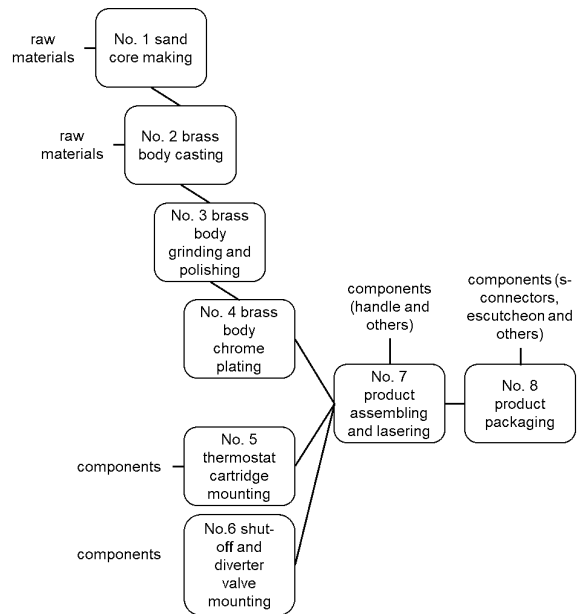 raw
materials
No. 1 sand
core making
raw
materials
No. 2 brass
body casting
No. 3 brass
body
grinding and
polishing
No. 4 brass
body
chrome
plating
components
No. 5
thermostat
cartridge
mounting
components
No.6 shut-
off and
diverter
valve
mounting
components
(handle and
others)
No. 7
product
assembling
and lasering
components (s-
connectors,
escutcheon and
others)
No. 8
product
packaging